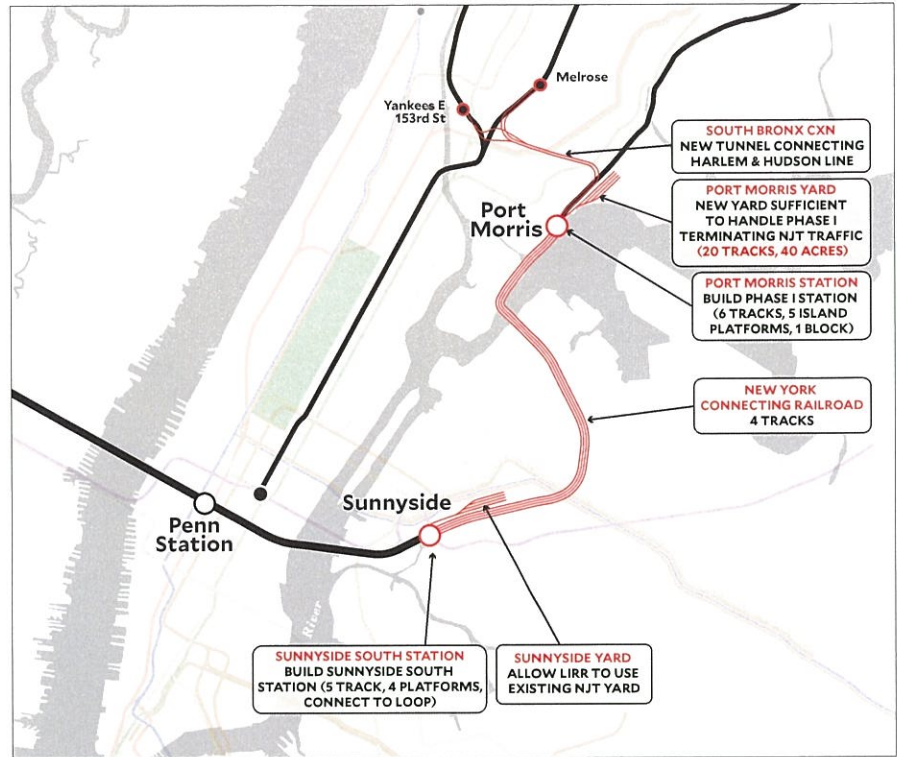 Melrose
Yankees E
153rd St
SOUTH BRONX CXN
NEW TUNNEL CONNECTING
HARLEM & HUDSON LINE
PORT MORRIS YARD
NEW YARD SUFFICIENT
TO HANDLE PHASE I
TERMINATING NJT TRAFFIC
(20 TRACKS, 40 ACRES)
Port
Morris
PORT MORRIS STATION
BUILD PHASE I STATION
(6 TRACKS, 5 ISLAND
PLATFORMS, 1 BLOCK)
NEW YORK
CONNECTING RAILROAD
4 TRACKS
Sunnyside
Penn
Station
River
SUNNYSIDE SOUTH STATION
BUILD SUNNYSIDE SOUTH
STATION (5 TRACK, 4 PLATFORMS,
CONNECT TO LOOP)
SUNNYSIDE YARD
ALLOW LIRR TO USE
EXISTING NJT YARD